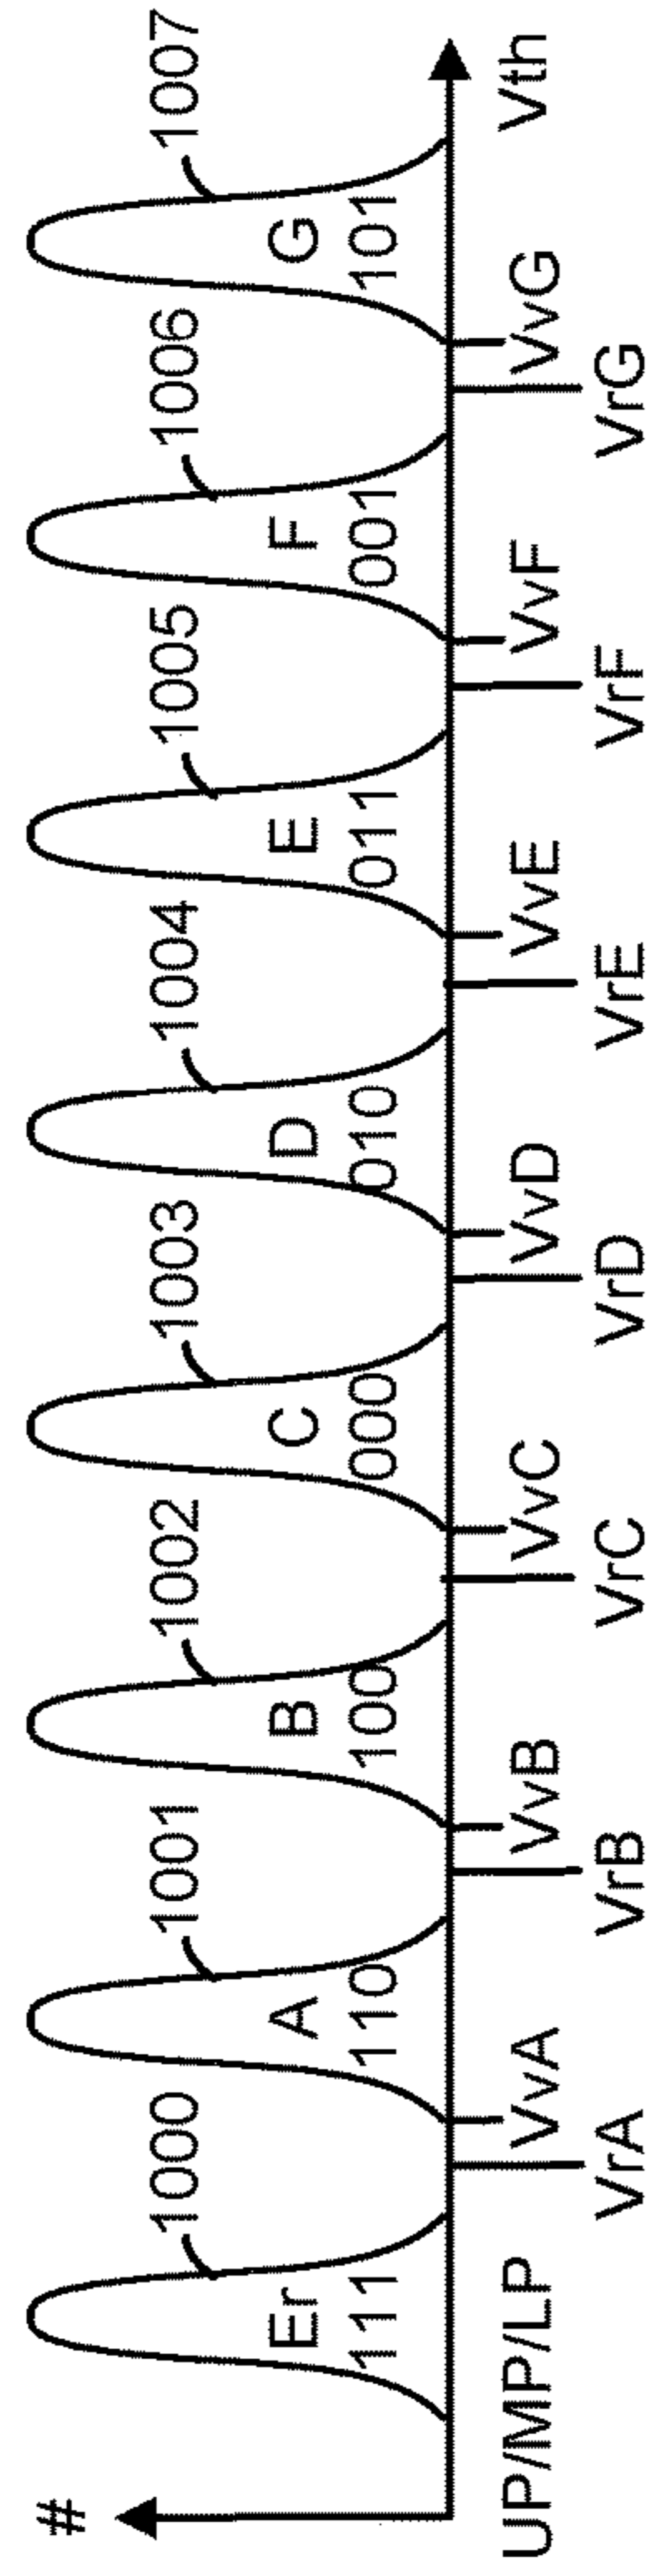 #
1000 1001 1002 1003 1004 1005 1006 1007
Er A B C D E F G
111 110 100 000 010 011 001 101
Vth
UP/MP/LP VvA VvB VvC VvD VvE VvF VvG
VrA VrB VrC VrD VrE VrF VrG